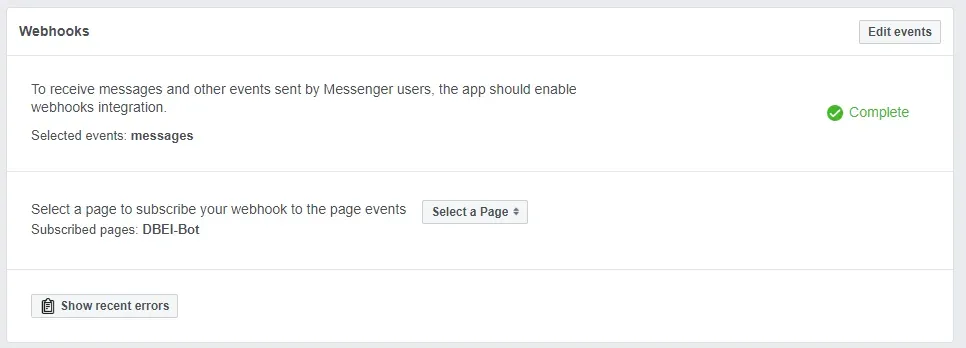 Webhooks
Edit events
To receive messages and other events sent by Messenger users, the app should enable
webhooks integration.
Complete
Selected events: messages
Select a page to subscribe your webhook to the page events
Select a Page
Subscribed pages: DBEI-Bot
Show recent errors